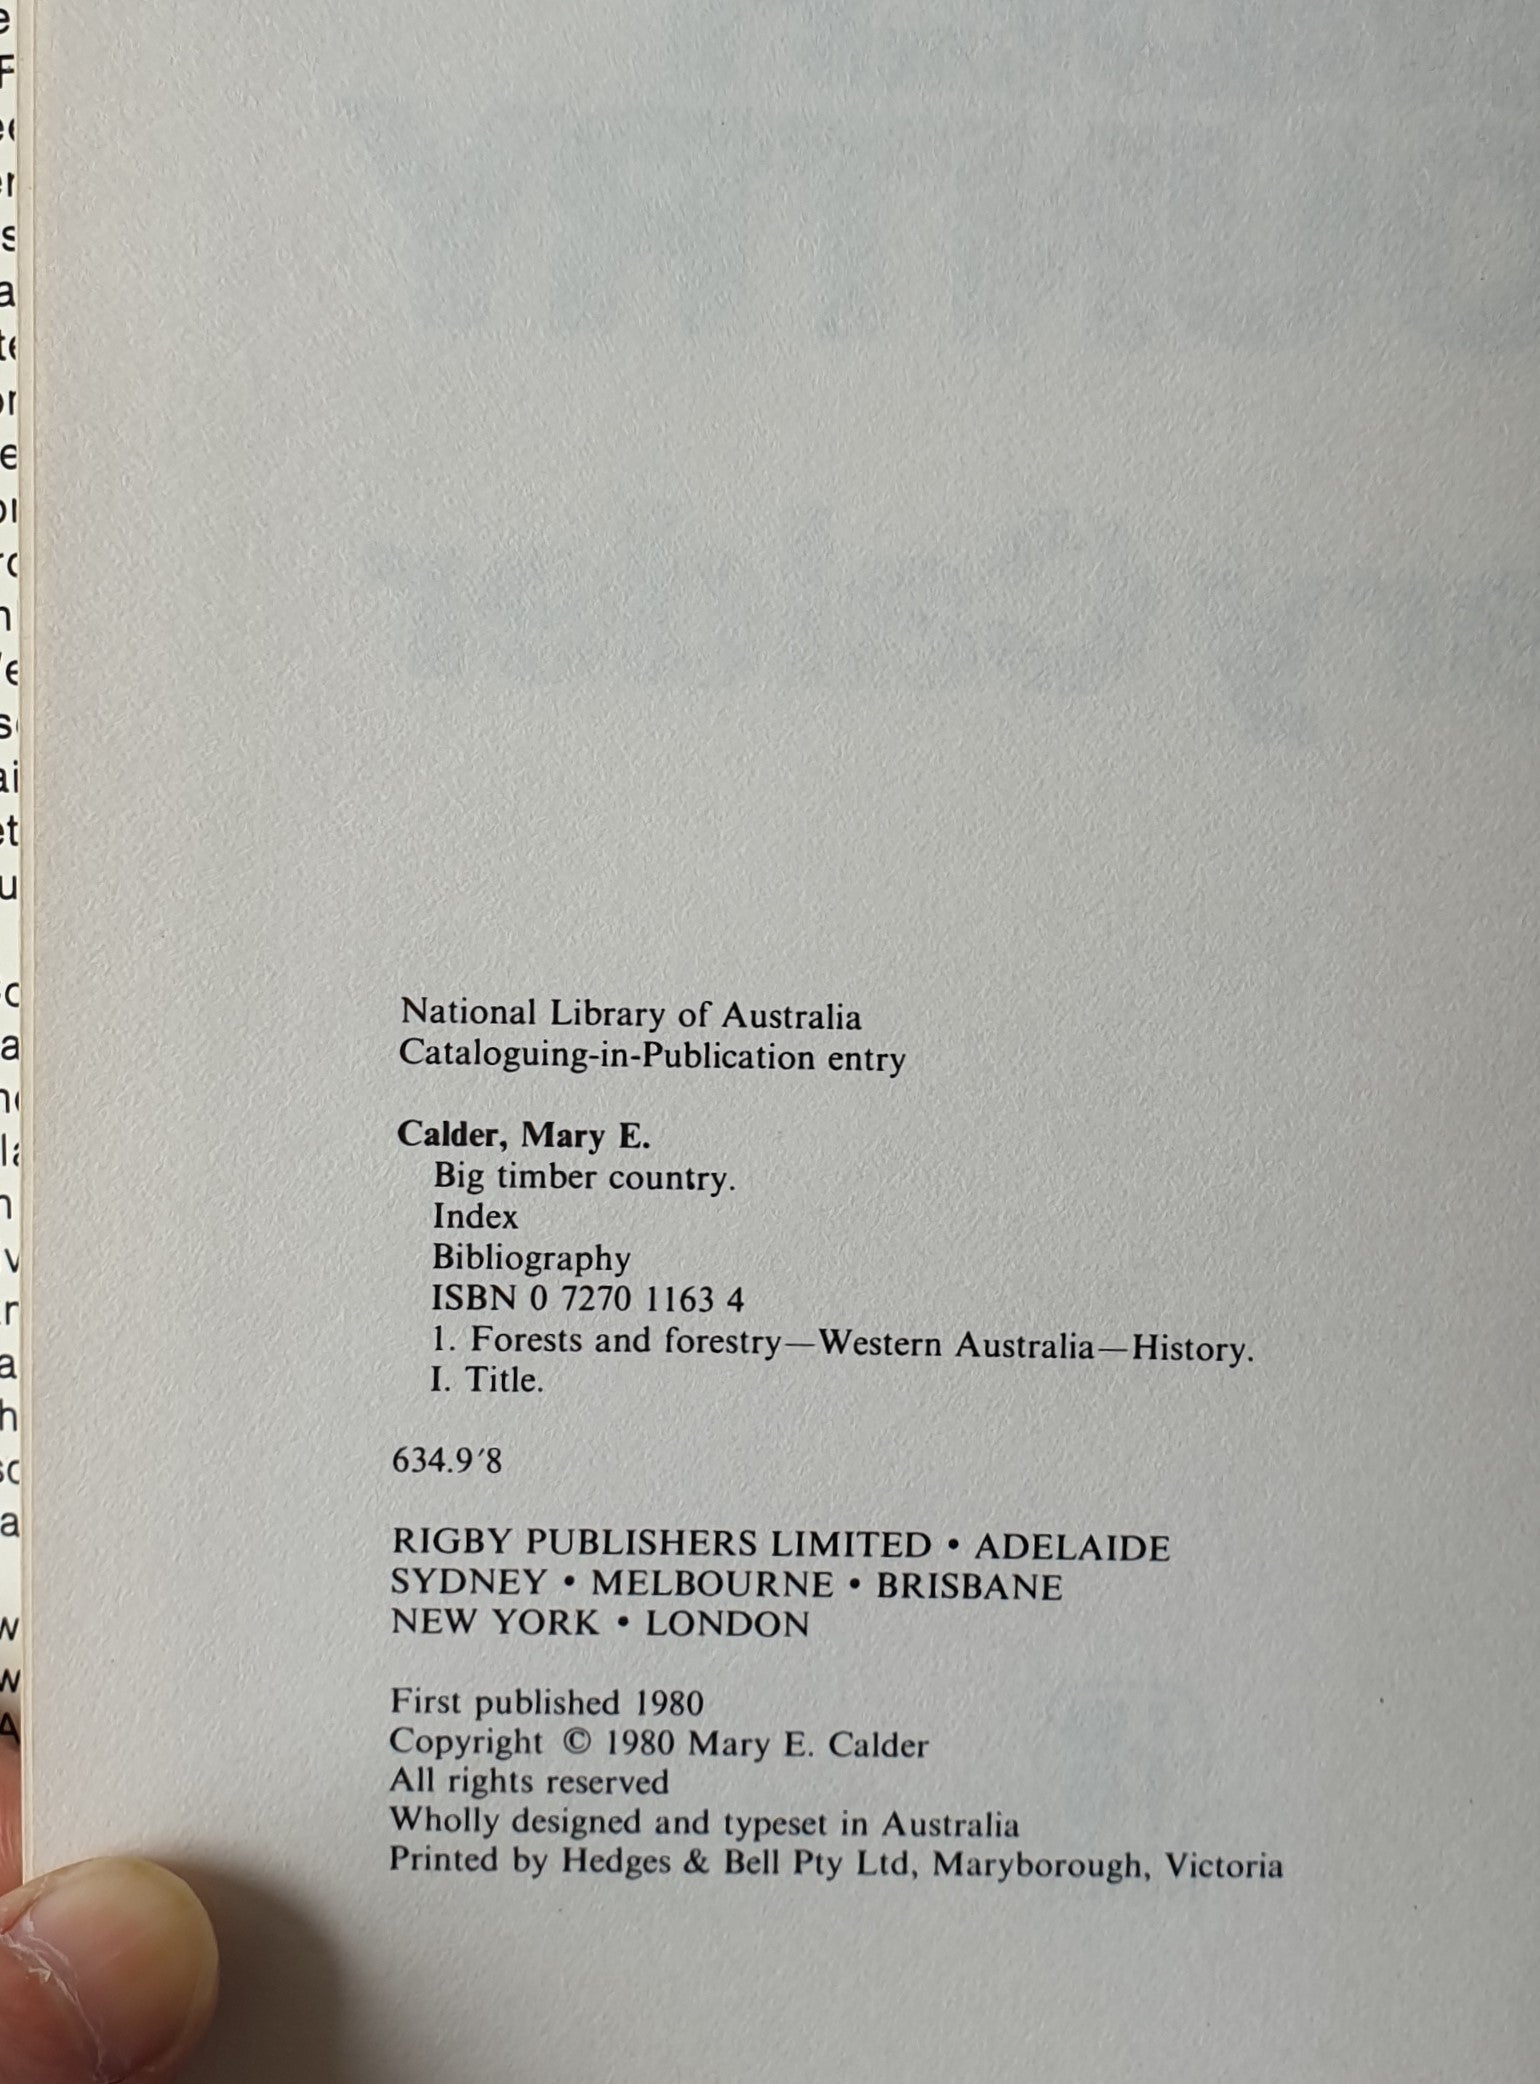 National Library of Australia
Cataloguing-in-Publication entry
Calder, Mary E.
Big timber country.
Index
Bibliography
ISBN 0 7270 1163 4
1. Forests and forestry—Western Australia—History.
I. Title.
634.9′8
RIGBY PUBLISHERS LIMITED • ADELAIDE
SYDNEY • MELBOURNE • BRISBANE
NEW YORK • LONDON
First published 1980
Copyright © 1980 Mary E. Calder
All rights reserved
Wholly designed and typeset in Australia
Printed by Hedges & Bell Pty Ltd, Maryborough, Victoria